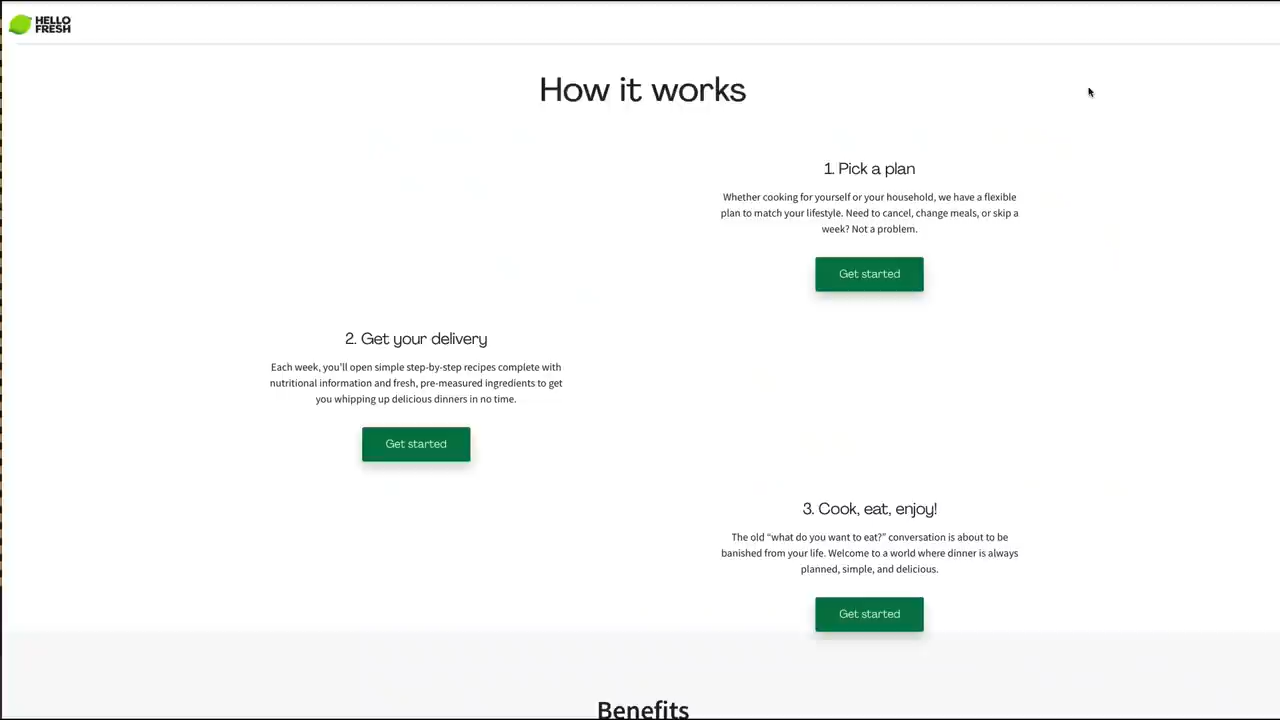 HELLO
FRESH
How it works
1. Pick a plan
Whether cooking for yourself or your household, we have a flexible
plan to match your lifestyle. Need to cancel, change meals, or skip a
week? Not a problem.
Get started
2. Get your delivery
Each week, you'll open simple step-by-step recipes complete with
nutritional information and fresh, pre-measured ingredients to get
you whipping up delicious dinners in no time.
Get started
3. Cook, eat, enjoy!
The old “what do you want to eat?” conversation is about to be
banished from your life. Welcome to a world where dinner is always
planned, simple, and delicious.
Get started
Benefits